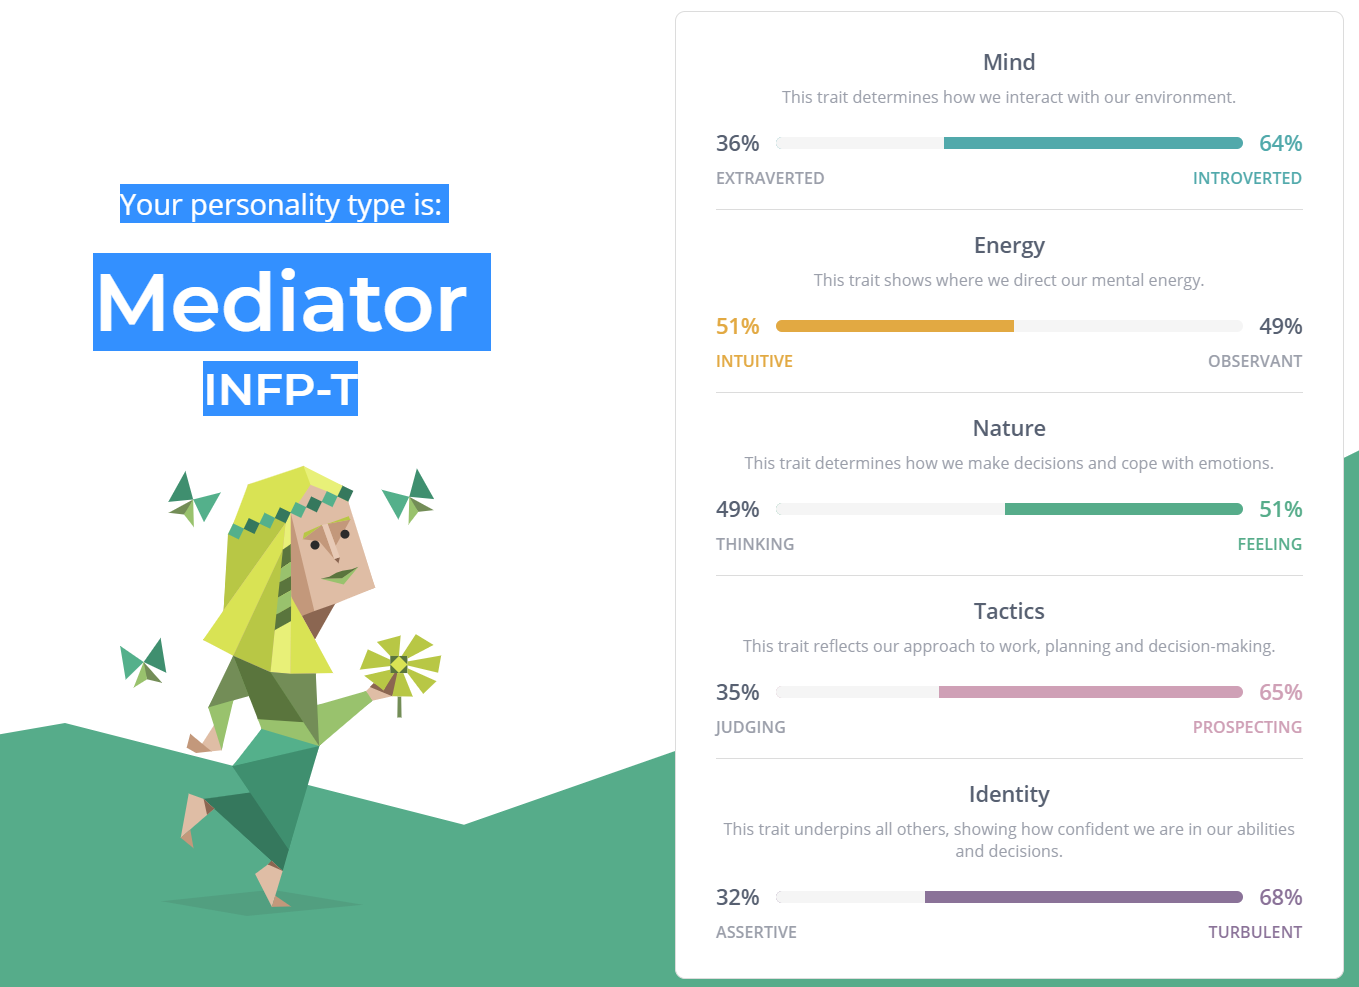 Your personality type is:
Mediator
INFP-T
Mind
This trait determines how we interact with our environment.
36% 64%
EXTRAVERTED INTROVERTED
Energy
This trait shows where we direct our mental energy.
51% 49%
INTUITIVE OBSERVANT
Nature
This trait determines how we make decisions and cope with emotions.
49% 51%
THINKING FEELING
Tactics
This trait reflects our approach to work, planning and decision-making.
35% 65%
JUDGING PROSPECTING
Identity
This trait underpins all others, showing how confident we are in our abilities
and decisions.
32% 68%
ASSERTIVE TURBULENT